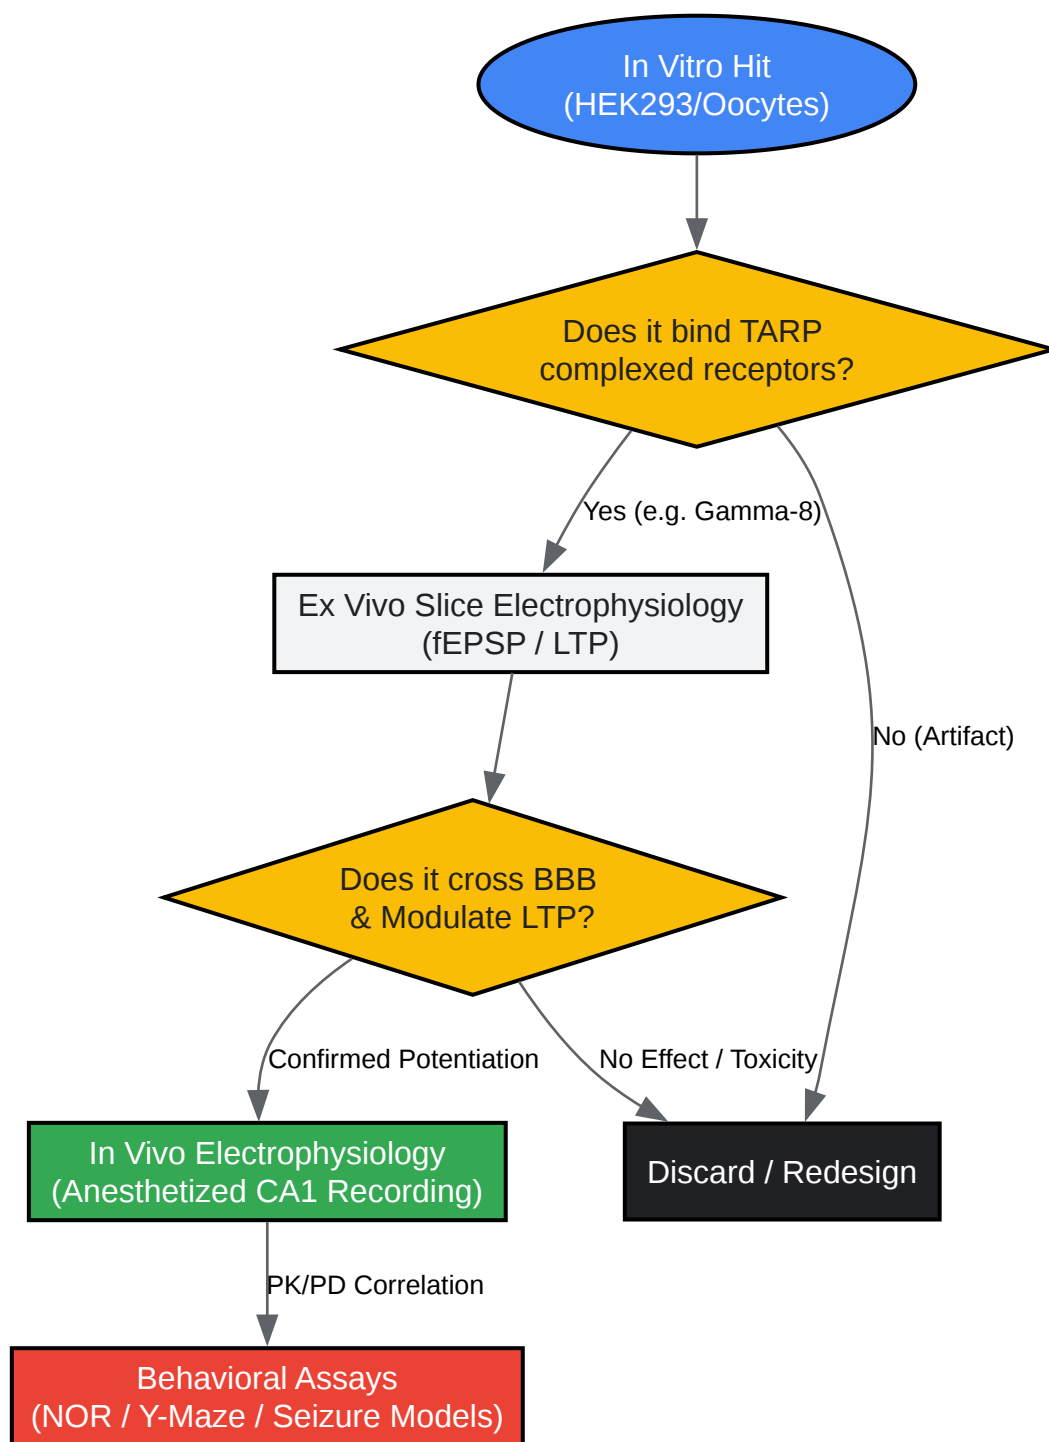 In Vitro Hit
(HEK293/Oocytes)
Does it bind TARP
complexed receptors?
Yes (e.g. Gamma-8)
Ex Vivo Slice Electrophysiology
(fEPSP / LTP)
No (Artifact)
Does it cross BBB
& Modulate LTP?
Confirmed Potentiation
No Effect / Toxicity
In Vivo Electrophysiology
(Anesthetized CA1 Recording)
Discard / Redesign
PK/PD Correlation
Behavioral Assays
(NOR / Y-Maze / Seizure Models)